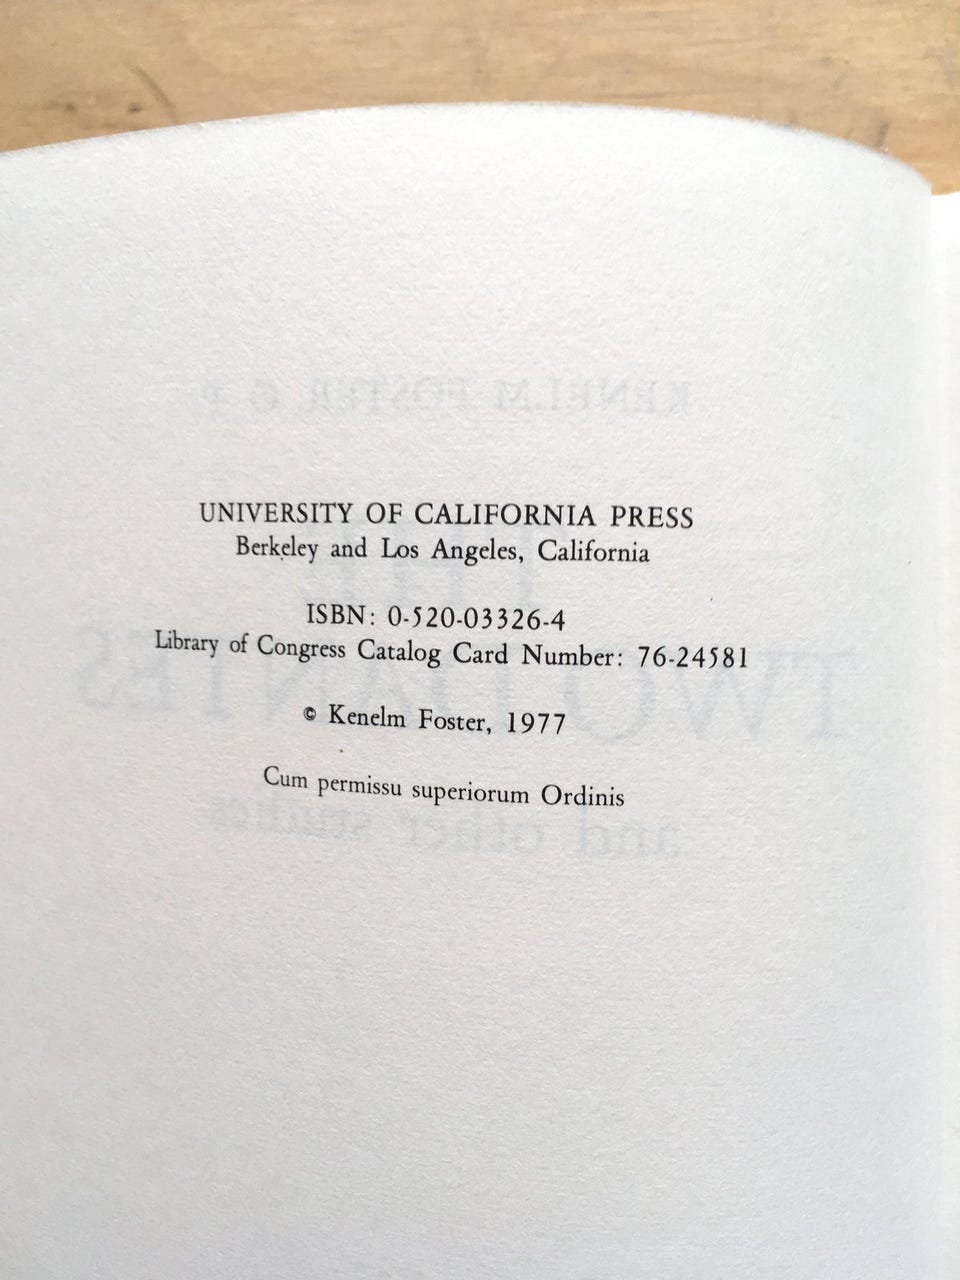 UNIVERSITY OF CALIFORNIA PRESS
Berkeley and Los Angeles, California
ISBN: 0-520-03326-4
Library of Congress Catalog Card Number: 76-24581
© Kenelm Foster, 1977
Cum permissu superiorum Ordinis